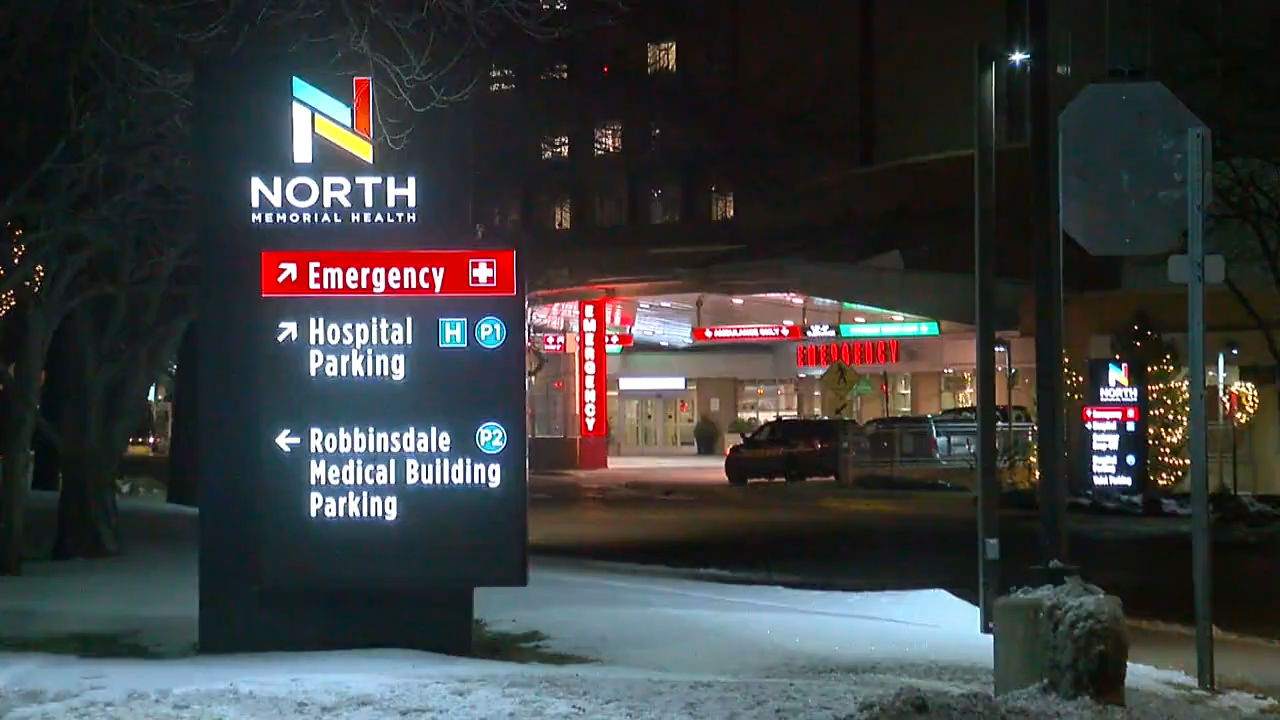 NORTH
MEMORIAL HEALTH
Emergency
Hospital H P1
Parking
Robbinsdale P2
Medical Building
Parking
EMERGENCY
AMBULANCE ONLY
EMERGENCY
NORTH